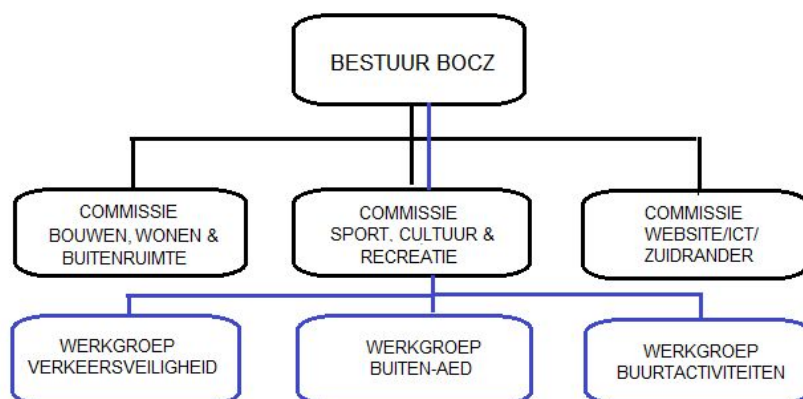 BESTUUR BOCZ
COMMISSIE
BOUWEN, WONEN &
BUITENRUIMTE
COMMISSIE
SPORT, CULTUUR &
RECREATIE
COMMISSIE
WEBSITE/ICT/
ZUIDRANDER
WERKGROEP
VERKEERSVEILIGHEID
WERKGROEP
BUITEN-AED
WERKGROEP
BUURTACTIVITEITEN